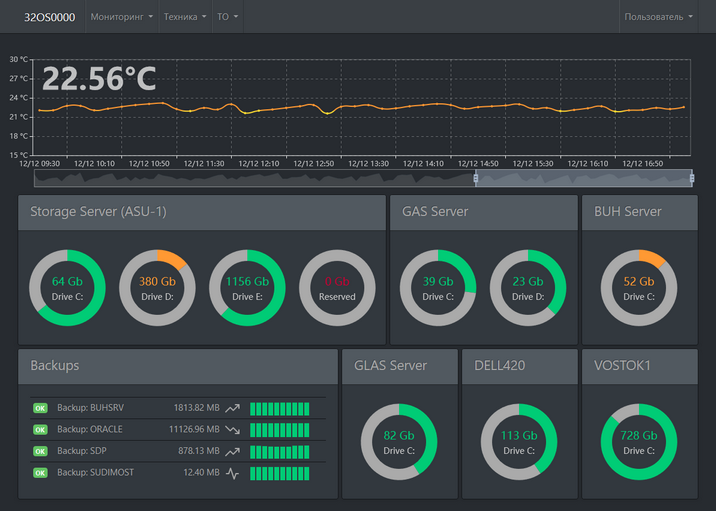 32OS0000 Мониторинг Техника ТО Пользователь
30 °C
27 °C
24 °C
21 °C
18 °C
15 °C
22.56°C
12/12 09:30 12/12 10:10 12/12 10:50 12/12 11:30 12/12 12:10 12/12 12:50 12/12 13:30 12/12 14:10 12/12 14:50 12/12 15:30 12/12 16:10 12/12 16:50
Storage Server (ASU-1) GAS Server BUH Server
64 Gb 380 Gb 1156 Gb 0 Gb 39 Gb 23 Gb 52 Gb
Drive C: Drive D: Drive E: Reserved Drive C: Drive D: Drive C:
Backups GLAS Server DELL420 VOSTOK1
OK Backup: BUHSRV 1813.82 MB
OK Backup: ORACLE 11126.96 MB
OK Backup: SDP 878.13 MB
OK Backup: SUDIMOST 12.40 MB
82 Gb 113 Gb 728 Gb
Drive C: Drive C: Drive C: